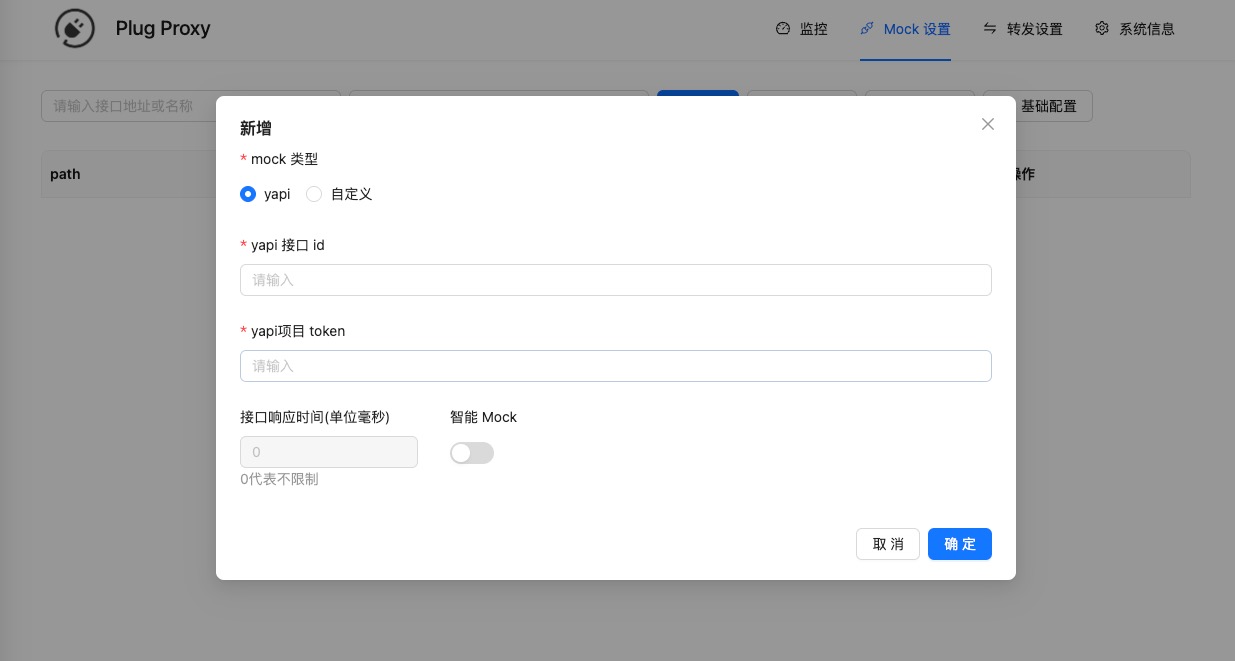 Plug Proxy
监控
Mock 设置
转发设置
系统信息
请输入接口地址或名称
基础配置
path
操作
新增
* mock 类型
yapi
自定义
* yapi 接口 id
请输入
* yapi项目 token
请输入
接口响应时间(单位毫秒)
智能 Mock
0
0代表不限制
取 消
确 定